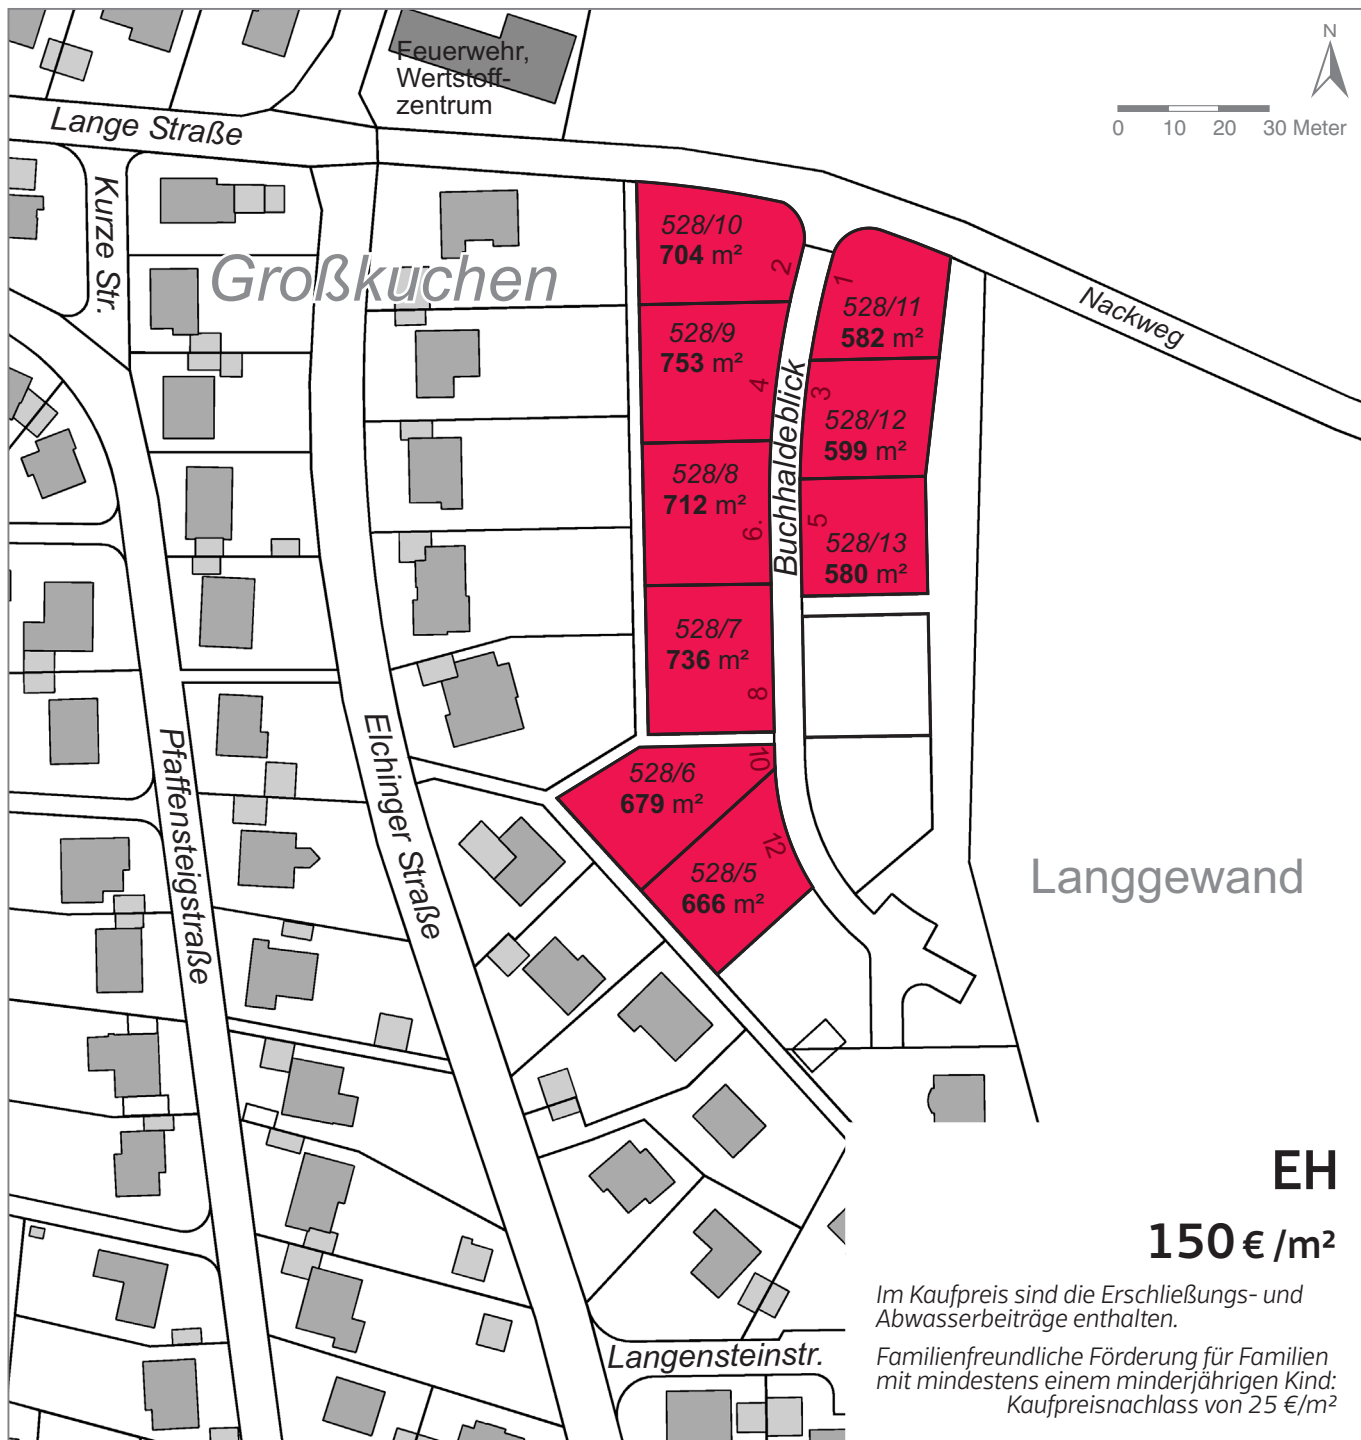 Feuerwehr,
Wertstoff-
zentrum
N
0 10 20 30 Meter
Lange Straße
Kurze Str.
Großkuchen
528/10
704 m²
2
1
528/11
582 m²
Nackweg
528/9
753 m²
4
3
528/12
599 m²
Buchhaldeblick
528/8
712 m²
6.
5
528/13
580 m²
528/7
736 m²
8
Pfaffensteigstraße
Elchinger Straße
528/6
679 m²
10
528/5
666 m²
12
Langgewand
EH
150 € /m²
Im Kaufpreis sind die Erschließungs- und
Abwasserbeiträge enthalten.
Familienfreundliche Förderung für Familien
mit mindestens einem minderjährigen Kind:
Kaufpreisnachlass von 25 €/m²
Langensteinstr.